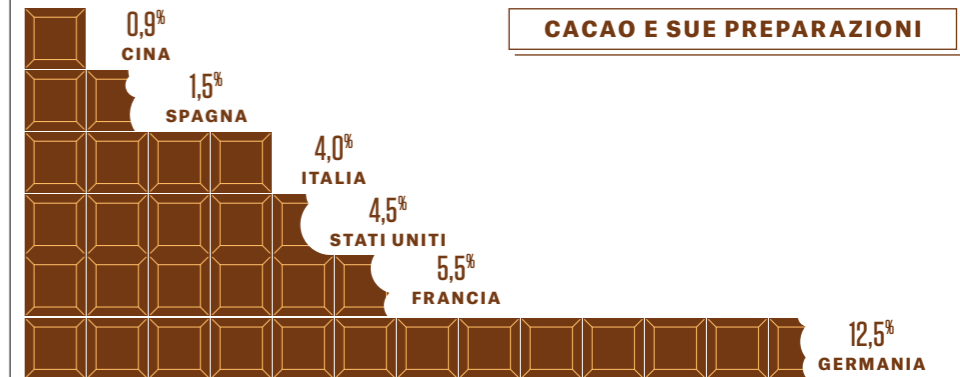 CACAO E SUE PREPARAZIONI
0,9%
CINA
1,5%
SPAGNA
4,0%
ITALIA
4,5%
STATI UNITI
5,5%
FRANCIA
12,5%
GERMANIA